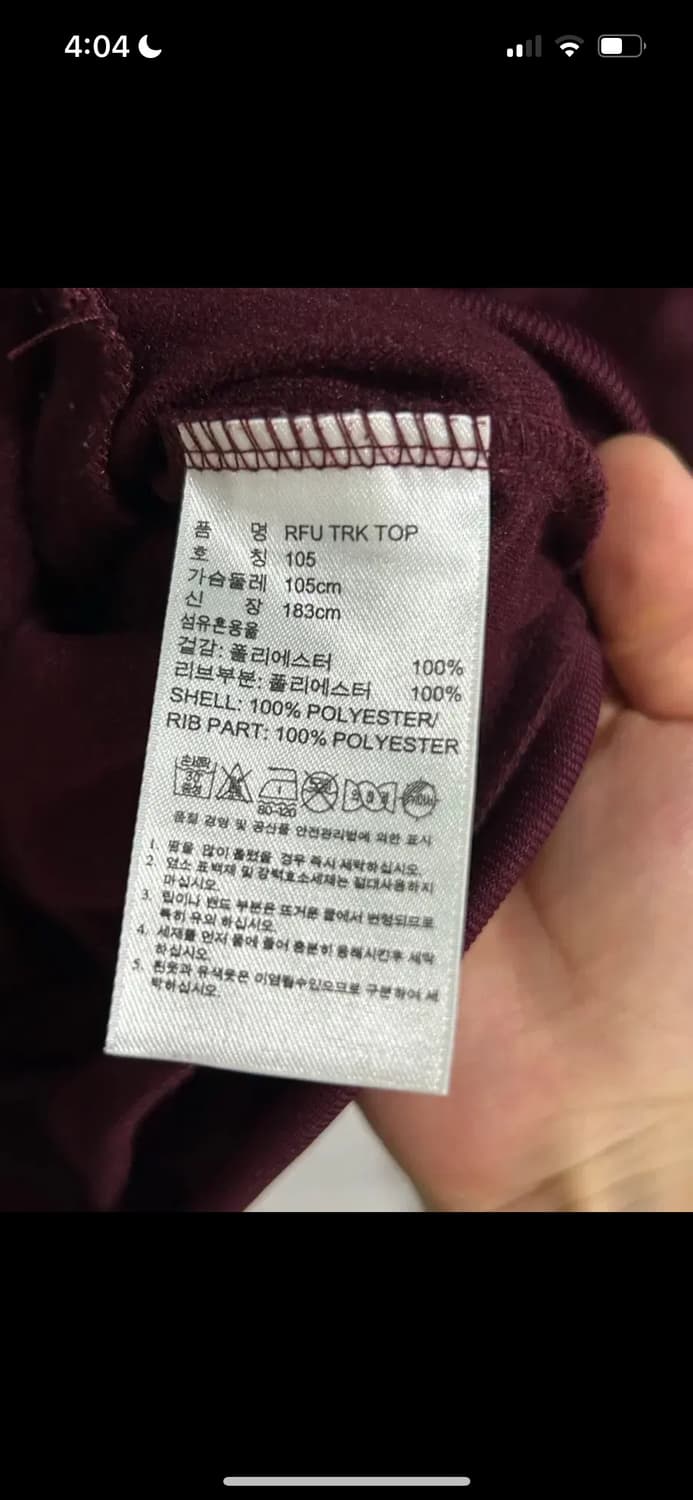 4:04
품 명 RFU TRK TOP
호 칭 105
가슴둘레 105cm
신 장 183cm
섬유혼용율
겉감: 폴리에스터 100%
리브부분: 폴리에스터 100%
SHELL: 100% POLYESTER/
RIB PART: 100% POLYESTER
손세탁
30
중성
80-120
품질 경영 및 공산품 안전관리법에 의한 표시
1. 땀을 많이 흘렸을 경우 즉시 세탁하십시오.
2. 염소 표백제 및 강력효소세제는 절대사용하지
마십시오.
3. 립이나 밴드 부분은 뜨거운 물에서 변형되므로
특히 유의 하십시오.
4. 세제를 먼저 물에 풀어 충분히 용해시킨후 세탁
하십시오.
5. 흰옷과 유색옷은 이염될수있으므로 구분하여 세
탁하십시오.